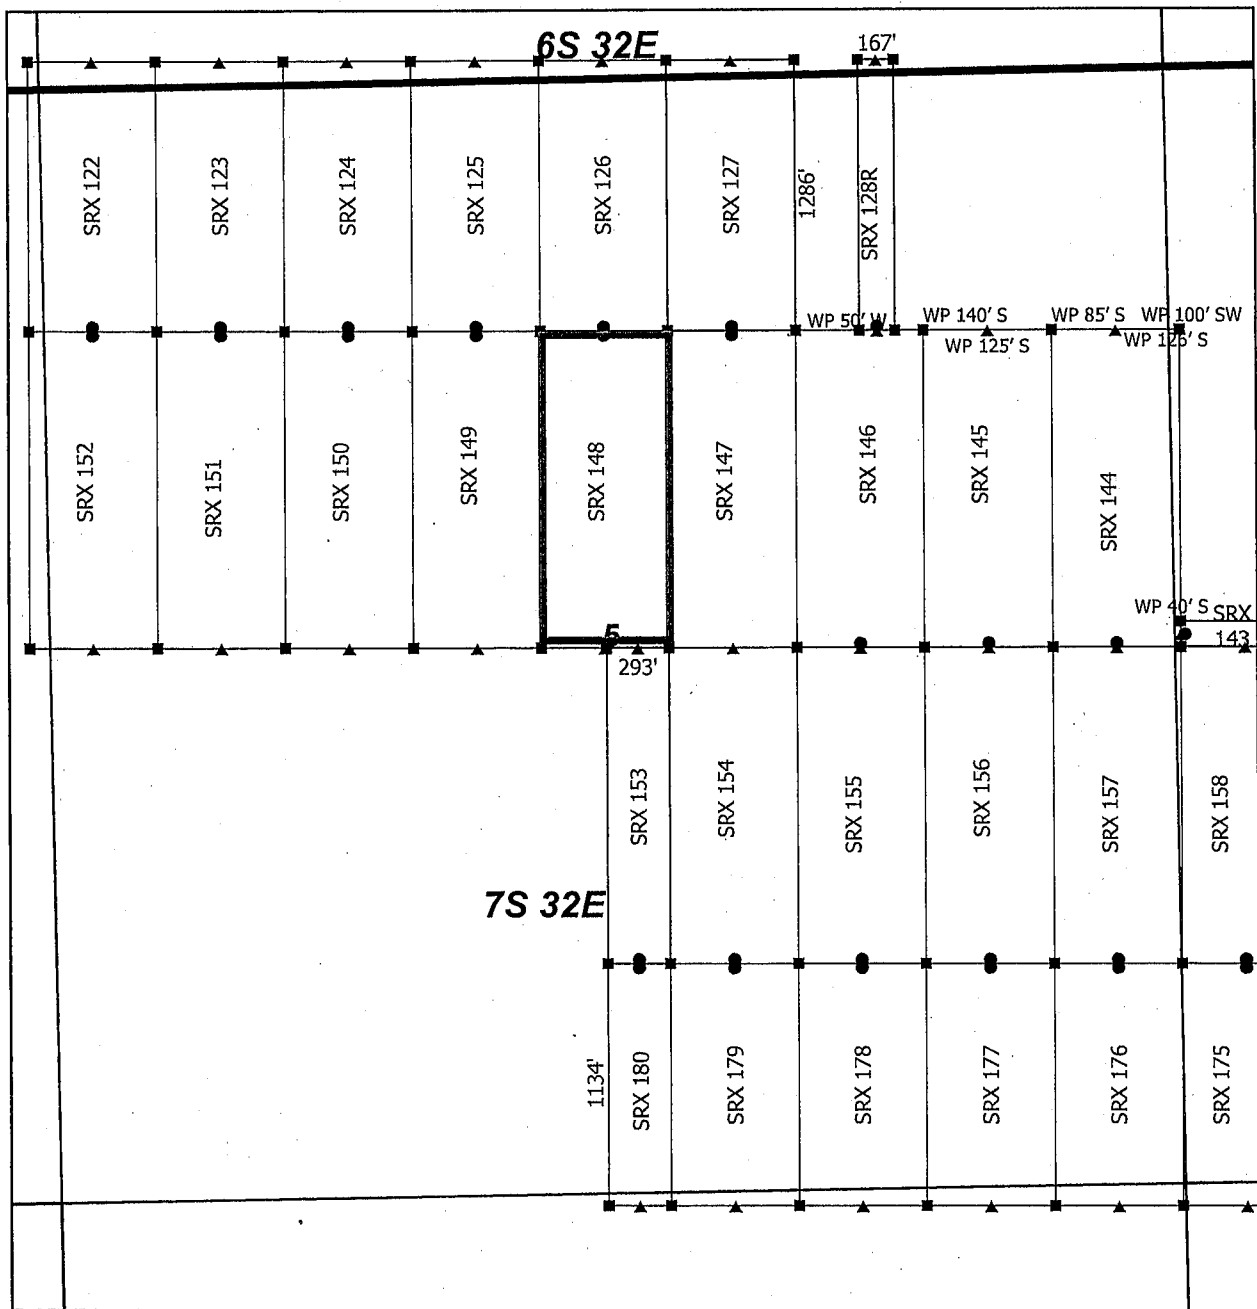 6S 32E
167'
SRX 122
SRX 123
SRX 124
SRX 125
SRX 126
SRX 127
1286'
SRX 128R
WP 50' W
WP 140' S
WP 85' S
WP 100' SW
WP 125' S
WP 126' S
SRX 152
SRX 151
SRX 150
SRX 149
SRX 148
SRX 147
SRX 146
SRX 145
SRX 144
WP 40' S
SRX
143
5
293'
SRX 153
SRX 154
SRX 155
SRX 156
SRX 157
SRX 158
7S 32E
1134'
SRX 180
SRX 179
SRX 178
SRX 177
SRX 176
SRX 175